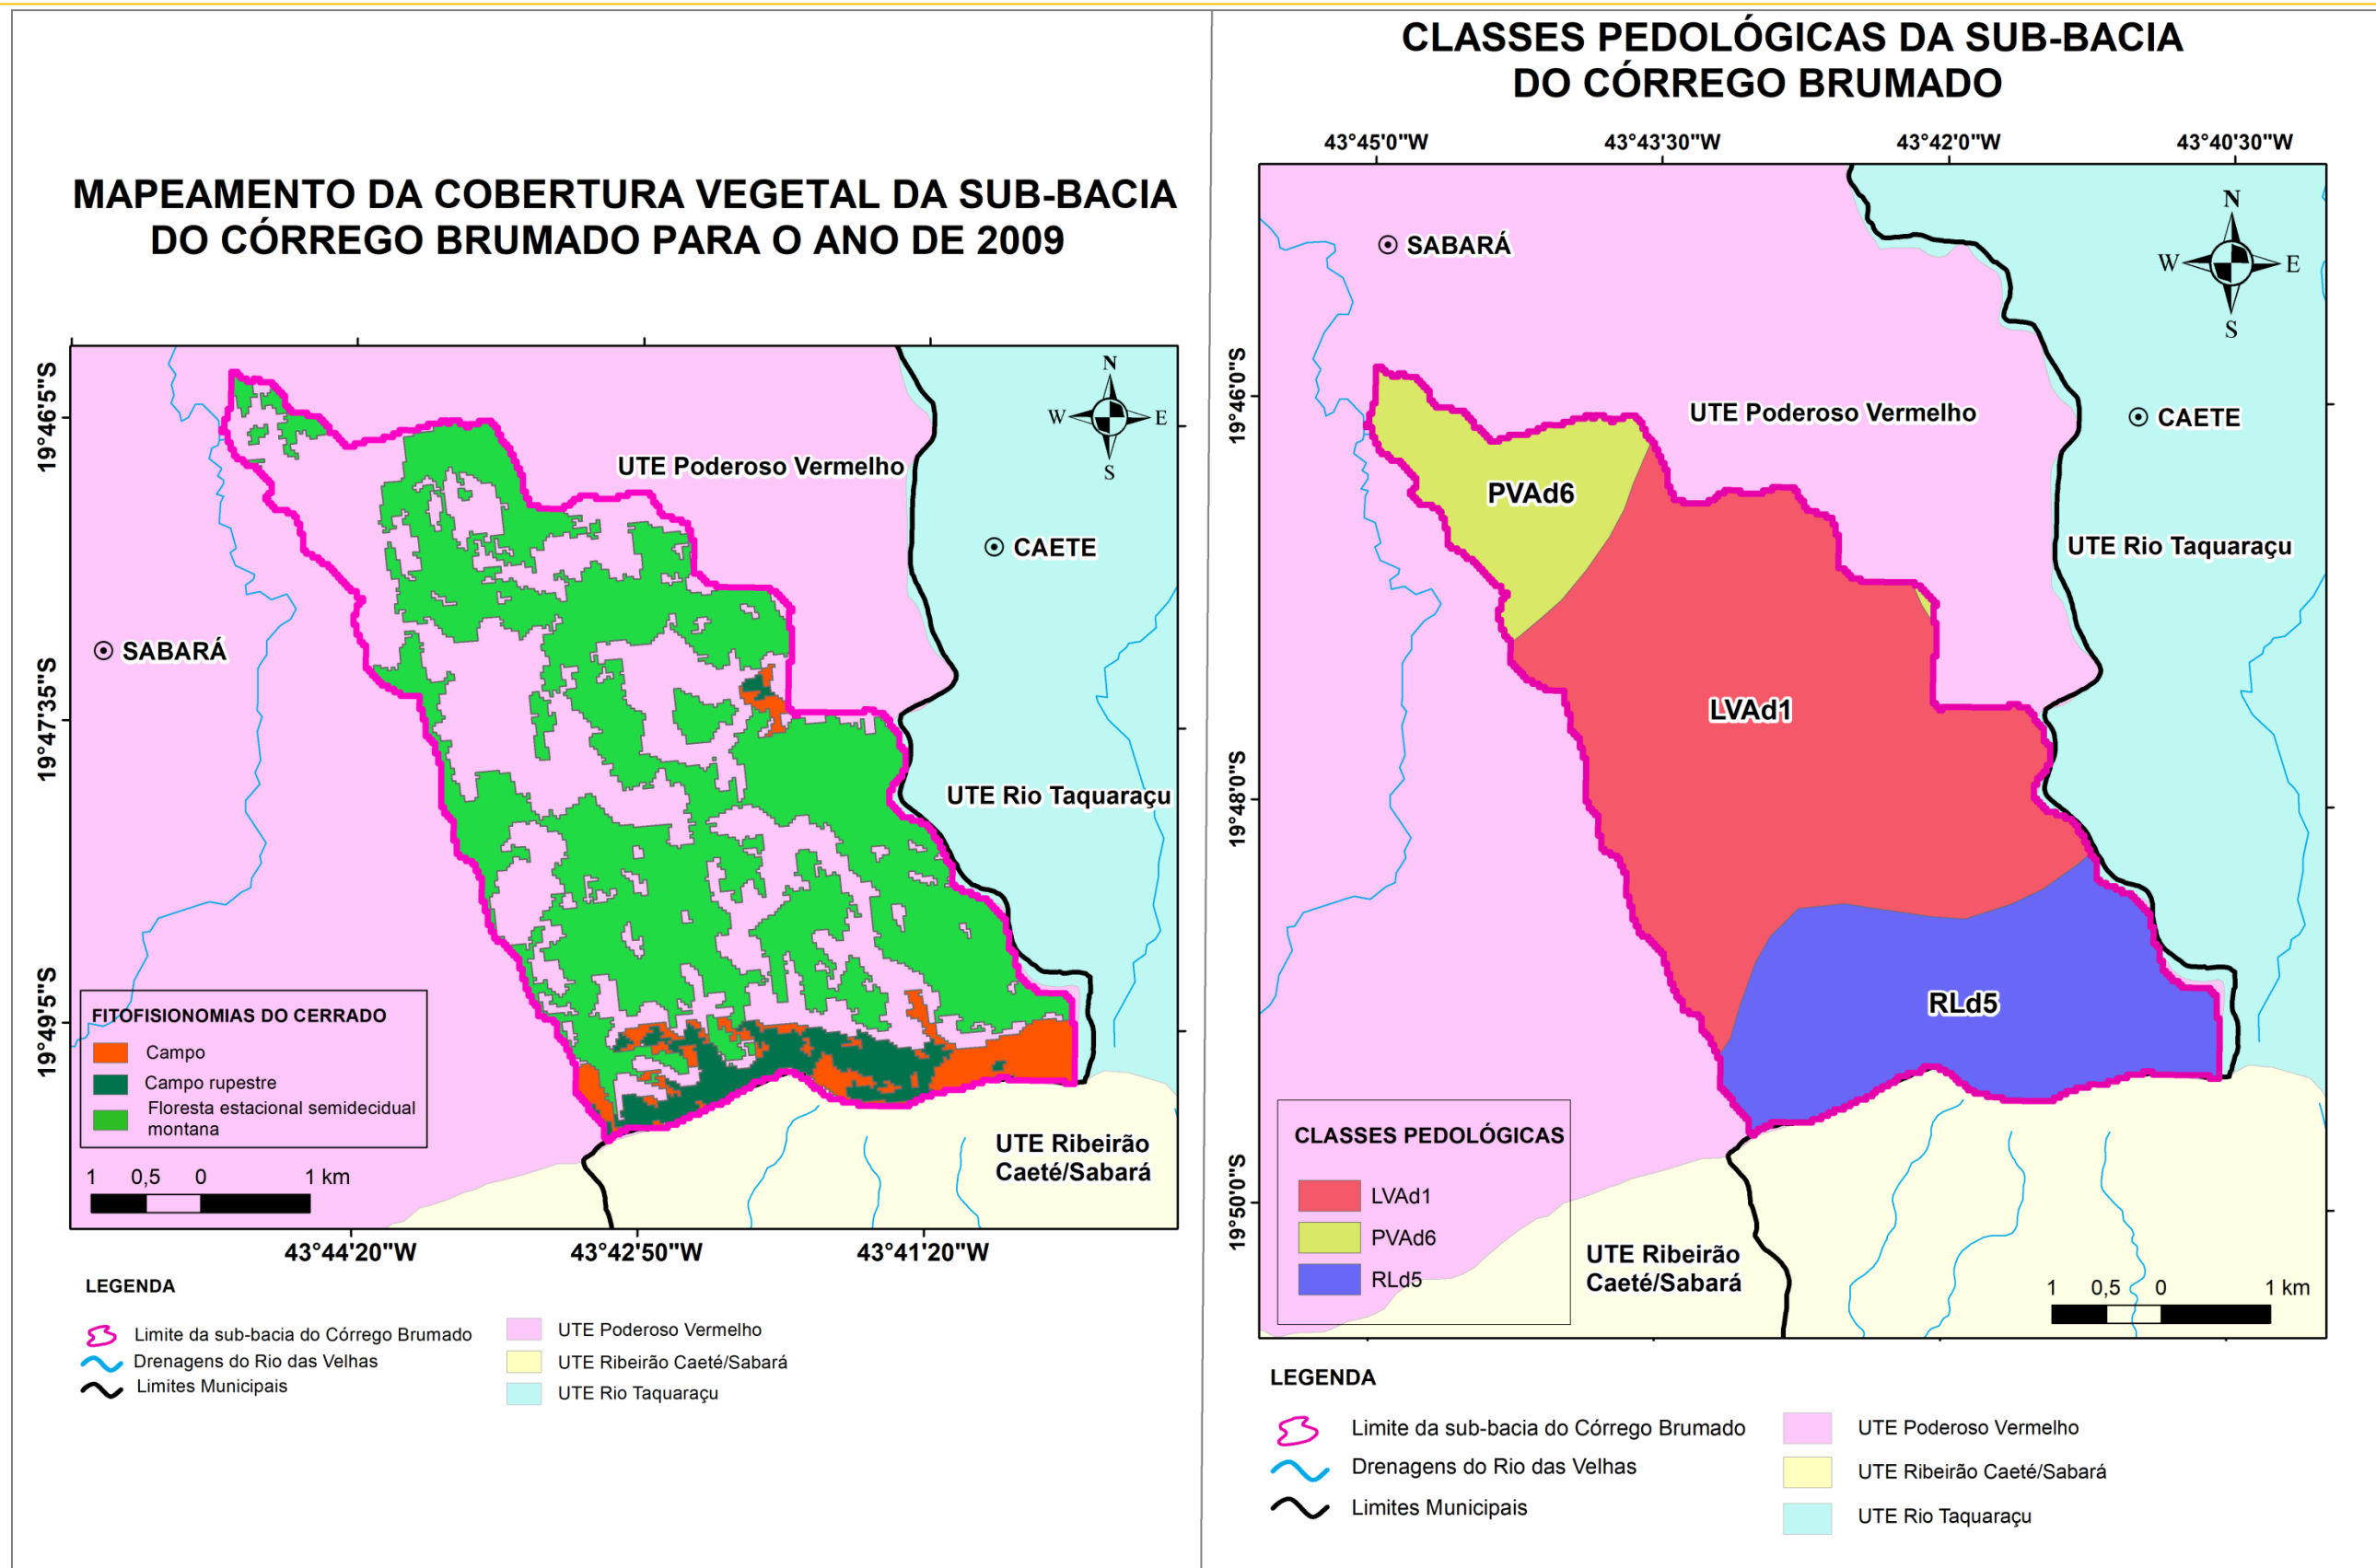 MAPEAMENTO DA COBERTURA VEGETAL DA SUB-BACIA
DO CÓRREGO BRUMADO PARA O ANO DE 2009
19°46'5"S
19°47'35"S
19°49'5"S
N
W
E
S
UTE Poderoso Vermelho
CAETE
SABARÁ
UTE Rio Taquaraçu
FITOFISIONOMIAS DO CERRADO
Campo
Campo rupestre
Floresta estacional semidecidual
montana
UTE Ribeirão
Caeté/Sabará
1 0,5 0 1 km
43°44'20"W
43°42'50"W
43°41'20"W
LEGENDA
Limite da sub-bacia do Córrego Brumado
Drenagens do Rio das Velhas
Limites Municipais
UTE Poderoso Vermelho
UTE Ribeirão Caeté/Sabará
UTE Rio Taquaraçu
CLASSES PEDOLÓGICAS DA SUB-BACIA
DO CÓRREGO BRUMADO
43°45'0"W
43°43'30"W
43°42'0"W
43°40'30"W
19°46'0"S
19°48'0"S
19°50'0"S
N
W
E
S
SABARÁ
UTE Poderoso Vermelho
CAETE
PVAd6
UTE Rio Taquaraçu
LVAd1
RLd5
CLASSES PEDOLÓGICAS
LVAd1
PVAd6
RLd5
UTE Ribeirão
Caeté/Sabará
1 0,5 0 1 km
LEGENDA
Limite da sub-bacia do Córrego Brumado
Drenagens do Rio das Velhas
Limites Municipais
UTE Poderoso Vermelho
UTE Ribeirão Caeté/Sabará
UTE Rio Taquaraçu